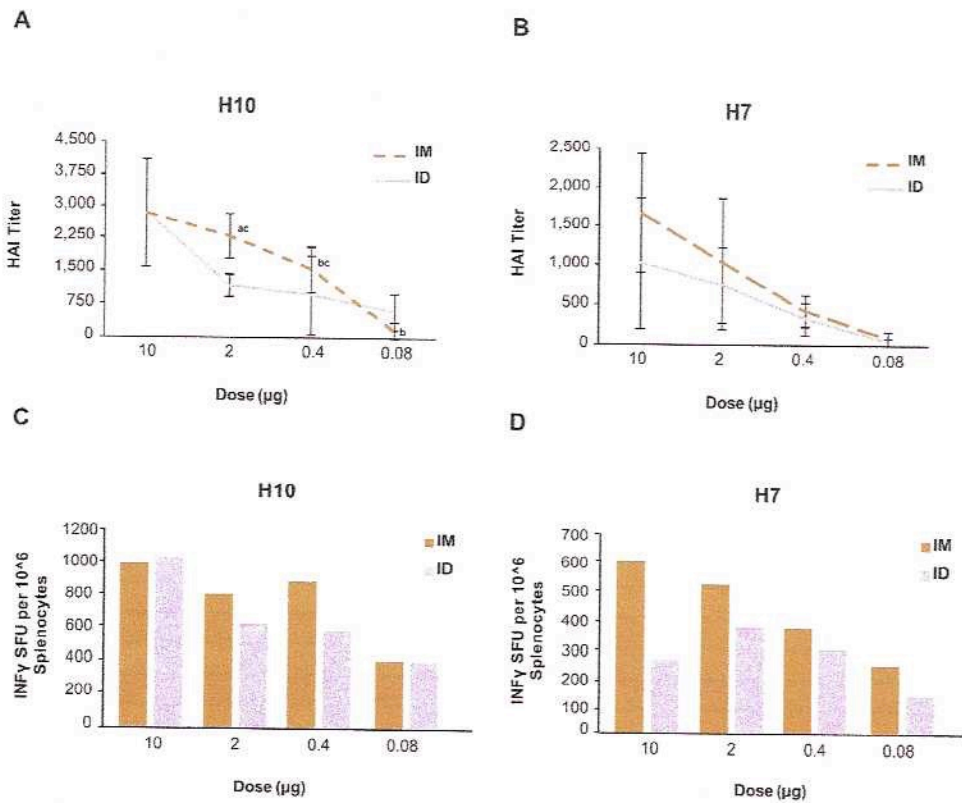 A
H10
4,500
3,750
3,000
2,250
1,500
750
0
HAI Titer
IM
ID
ac
bc
b
10 2 0.4 0.08
Dose (µg)
B
H7
2,500
2,000
1,500
1,000
500
0
HAI Titer
IM
ID
10 2 0.4 0.08
Dose (µg)
C
H10
1200
1000
800
600
400
200
0
INFγ SFU per 10^6
Splenocytes
IM
ID
10 2 0.4 0.08
Dose (µg)
D
H7
700
600
500
400
300
200
100
0
INFγ SFU per 10^6
Splenocytes
IM
ID
10 2 0.4 0.08
Dose (µg)